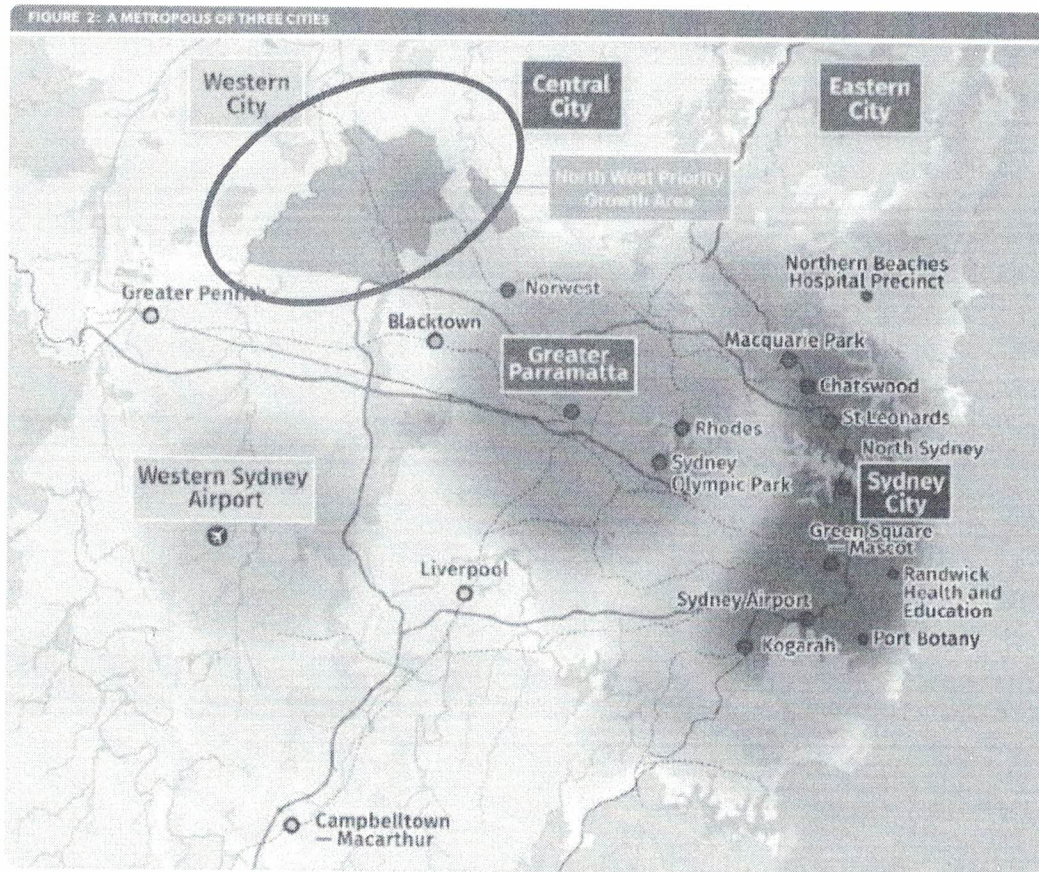 FIGURE 2: A METROPOLIS OF THREE CITIES
Western
City
Central
City
Eastern
City
North West Priority
Growth Area
Northern Beaches
Hospital Precinct
Greater Penrith
Norwest
Blacktown
Macquarie Park
Greater
Parramatta
Chatswood
St Leonards
Rhodes
North Sydney
Sydney
Olympic Park
Western Sydney
Airport
Sydney
City
Green Square
—Mascot
Liverpool
Randwick
Health and
Education
Sydney Airport
Kogarah
Port Botany
Campbelltown
— Macarthur